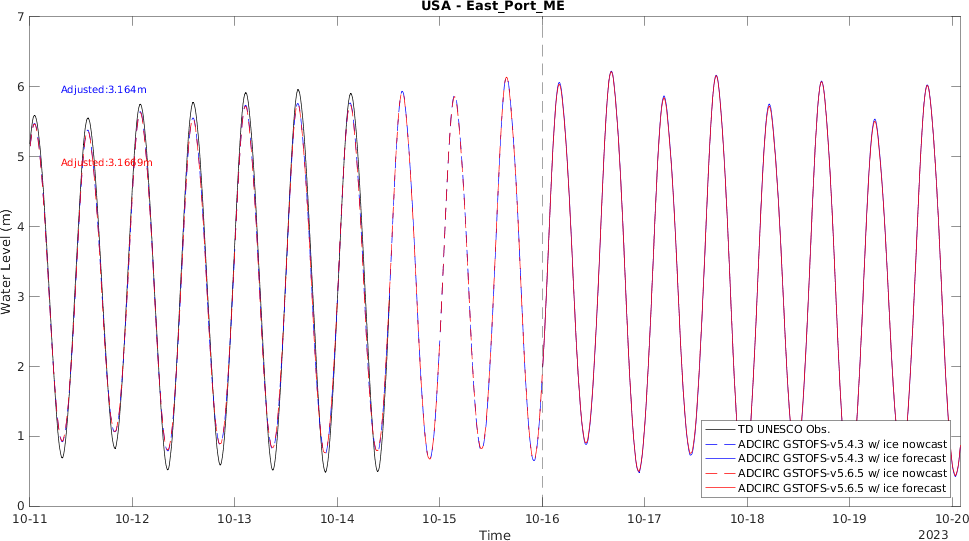 USA - East_Port_ME
7
6
5
4
3
2
1
0
Water Level (m)
Adjusted:3.164m
Adjusted:3.1669m
TD UNESCO Obs.
ADCIRC GSTOFS-v5.4.3 w/ ice nowcast
ADCIRC GSTOFS-v5.4.3 w/ ice forecast
ADCIRC GSTOFS-v5.6.5 w/ ice nowcast
ADCIRC GSTOFS-v5.6.5 w/ ice forecast
10-11 10-12 10-13 10-14 10-15 10-16 10-17 10-18 10-19 10-20
Time
2023